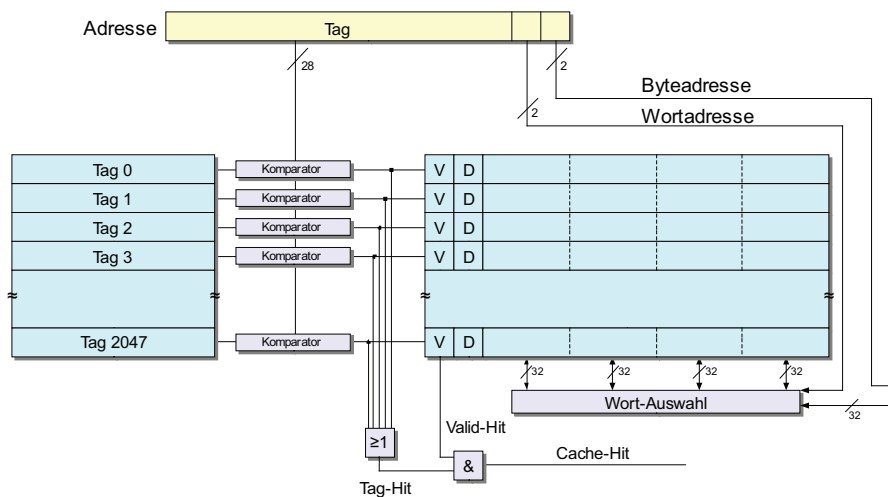 Adresse Tag
28
2
2
Byteadresse
Wortadresse
Tag 0 Komparator V D
Tag 1 Komparator V D
Tag 2 Komparator V D
Tag 3 Komparator V D
≈ ≈ ≈ ≈
Tag 2047 Komparator V D
32 32 32 32
Wort-Auswahl
32
Valid-Hit
≥1
Cache-Hit
&
Tag-Hit